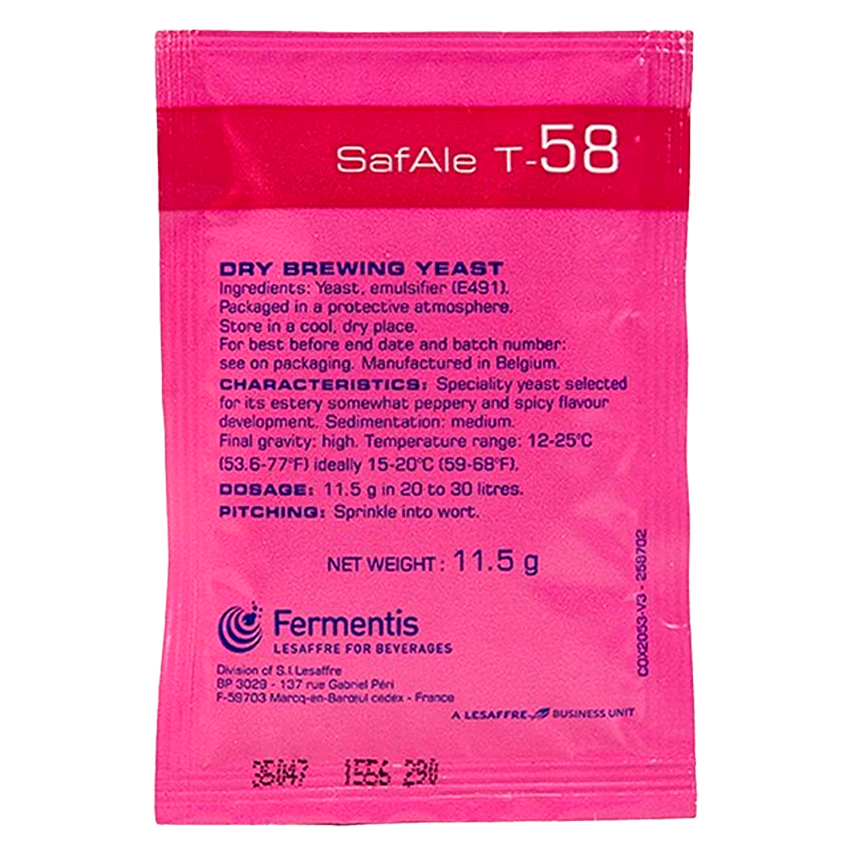 SafAle T-58
DRY BREWING YEAST
Ingredients: Yeast, emulsifier (E491).
Packaged in a protective atmosphere.
Store in a cool, dry place.
For best before end date and batch number:
see on packaging. Manufactured in Belgium.
CHARACTERISTICS: Speciality yeast selected
for its estery somewhat peppery and spicy flavour
development. Sedimentation: medium.
Final gravity: high. Temperature range: 12-25°C
(53.6-77°F) ideally 15-20°C (59-68°F).
DOSAGE: 11.5 g in 20 to 30 litres.
PITCHING: Sprinkle into wort.
NET WEIGHT: 11.5 g
COX2053-V3 - 258702
Fermentis
LESAFFRE FOR BEVERAGES
Division of S.I.Lesaffre
BP 3029 - 137 rue Gabriel Péri
F-59703 Marcq-en-Barœul cedex - France
A LESAFFRE BUSINESS UNIT
35047 1556 290